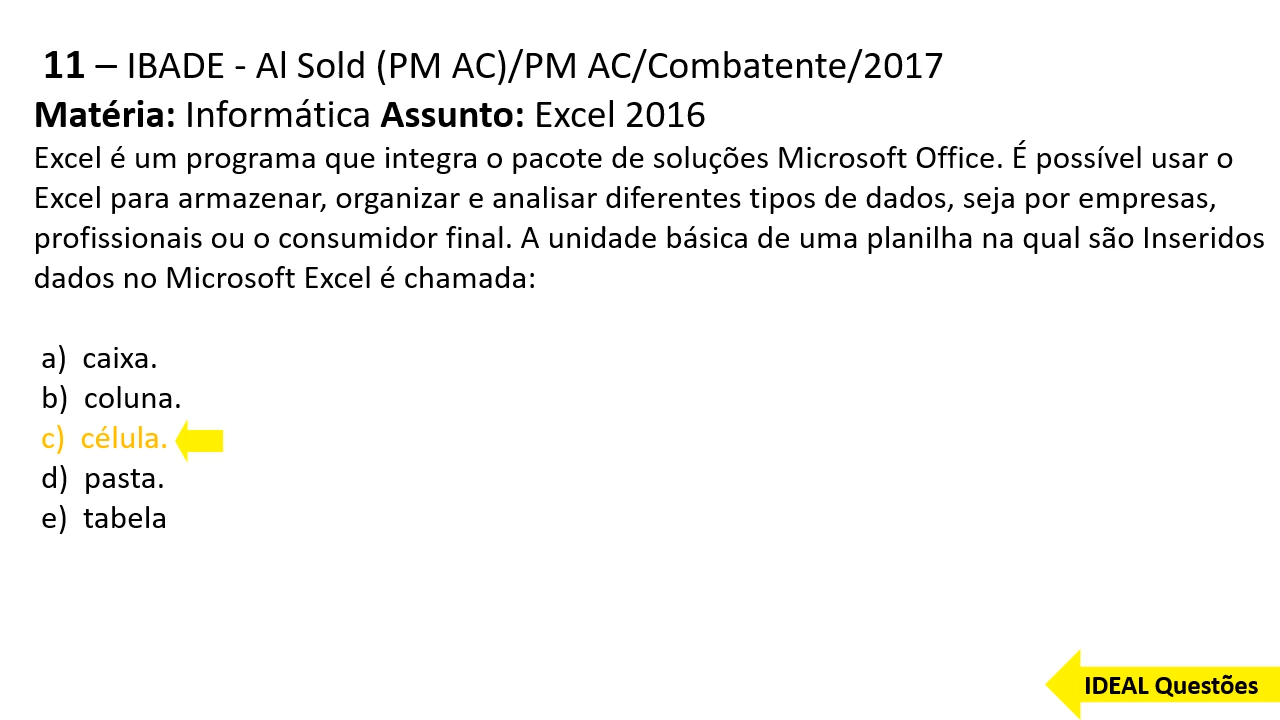 11 – IBADE - Al Sold (PM AC)/PM AC/Combatente/2017
Matéria: Informática Assunto: Excel 2016
Excel é um programa que integra o pacote de soluções Microsoft Office. É possível usar o
Excel para armazenar, organizar e analisar diferentes tipos de dados, seja por empresas,
profissionais ou o consumidor final. A unidade básica de uma planilha na qual são Inseridos
dados no Microsoft Excel é chamada:
a) caixa.
b) coluna.
c) célula.
d) pasta.
e) tabela
IDEAL Questões